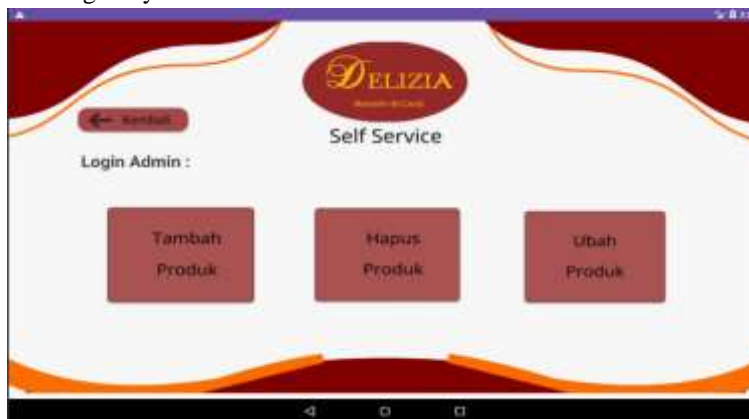 DELIZIA
Kembali
Self Service
Login Admin :
Tambah
Produk
Hapus
Produk
Ubah
Produk